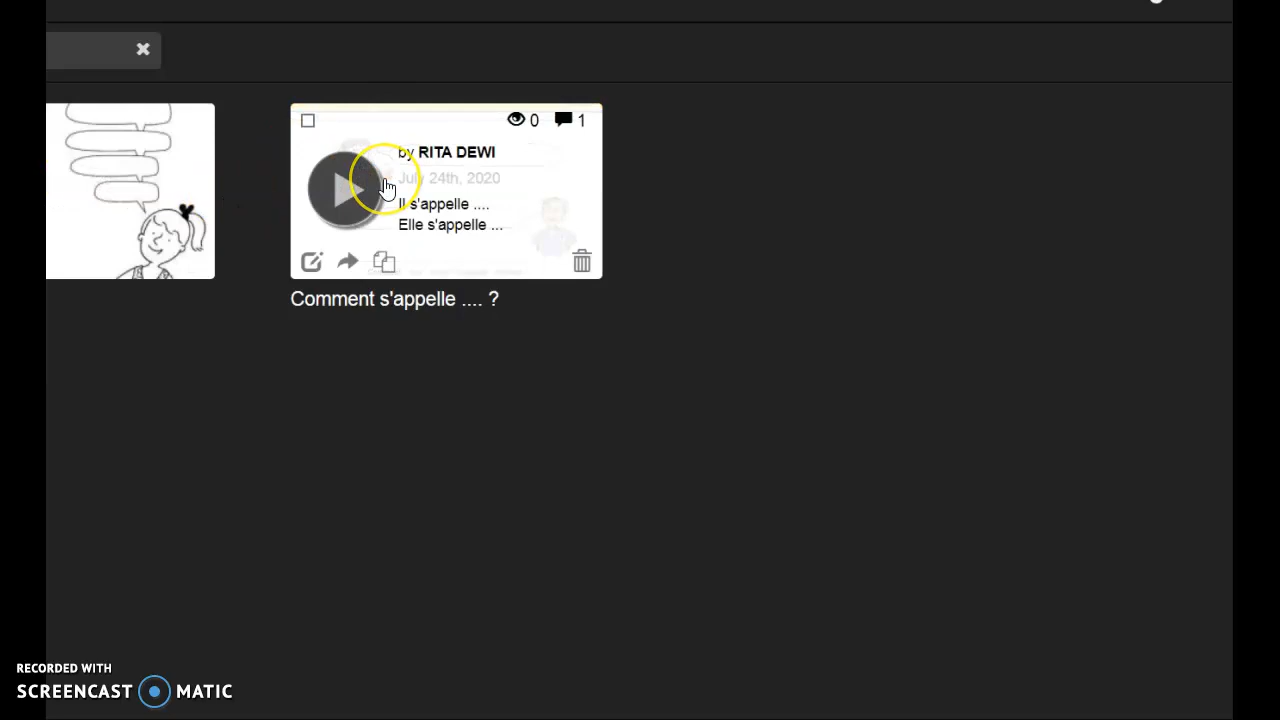 0 1
by RITA DEWI
July 24th, 2020
Il s'appelle ....
Elle s'appelle ...
Comment s'appelle .... ?
RECORDED WITH
SCREENCAST MATIC